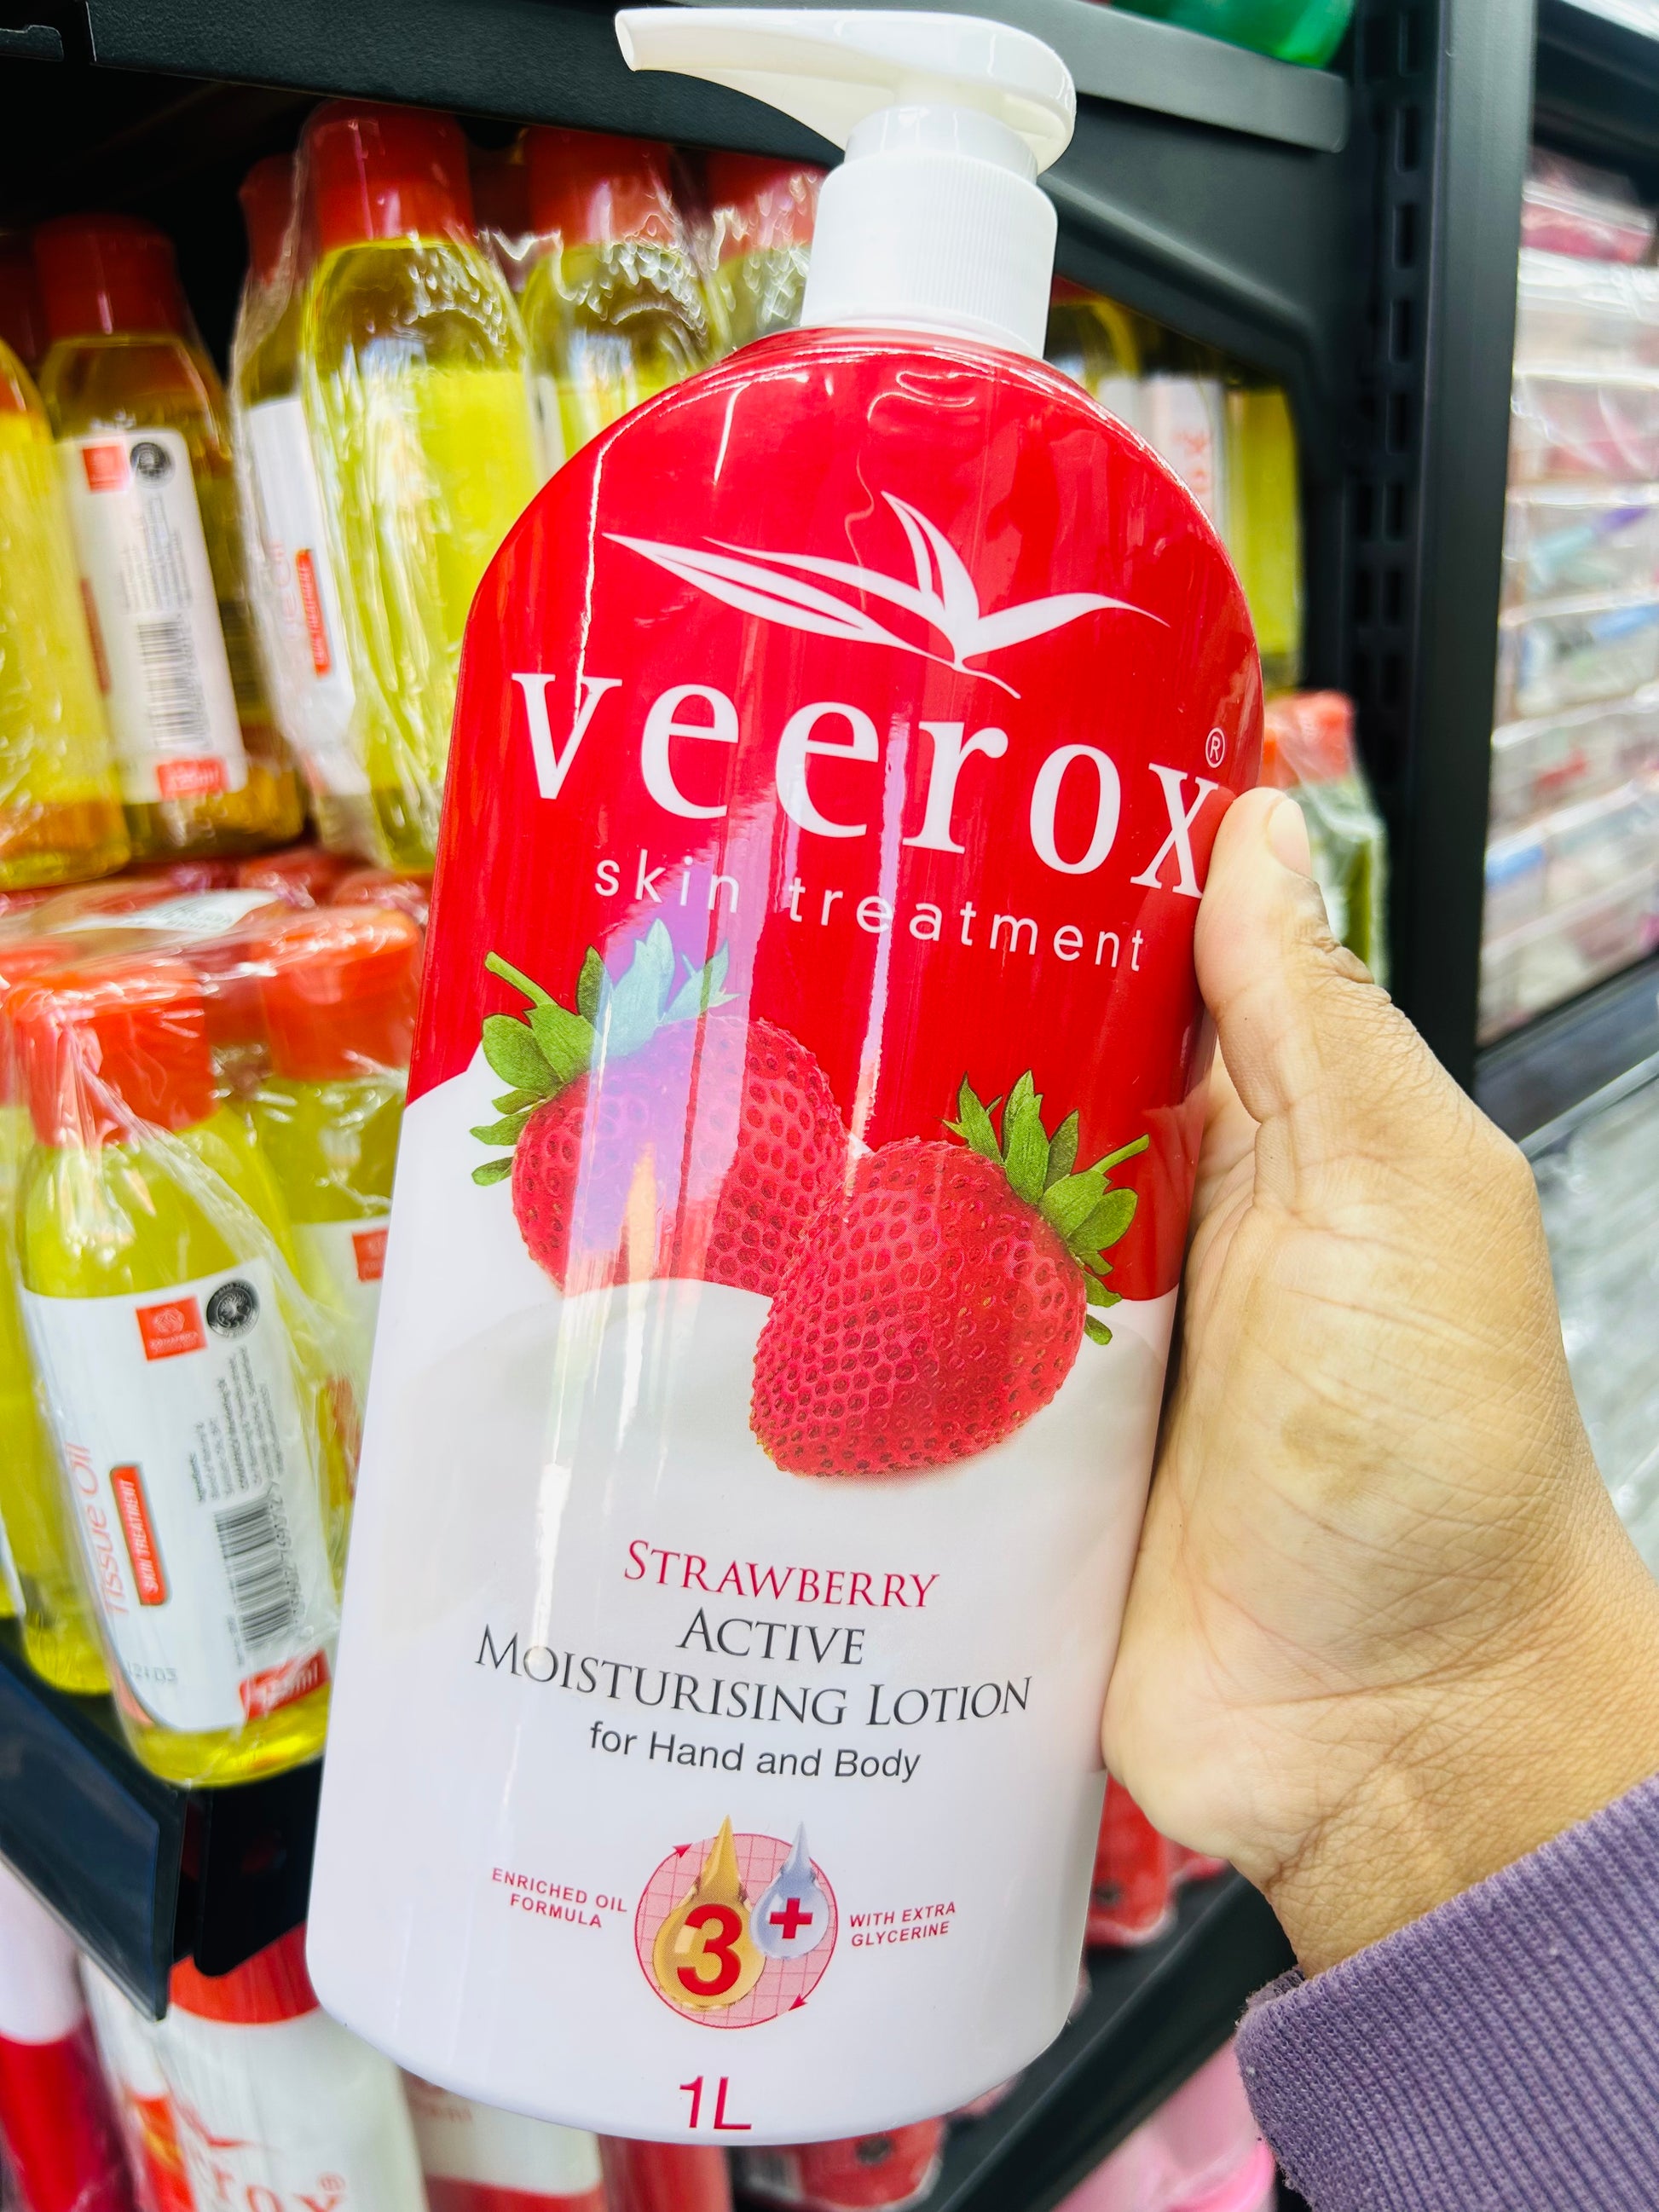 veerox®
skin treatment
STRAWBERRY
ACTIVE
MOISTURISING LOTION
for Hand and Body
ENRICHED OIL
FORMULA
3
+
WITH EXTRA
GLYCERINE
1L
Tissue Oil
SKIN TREATMENT